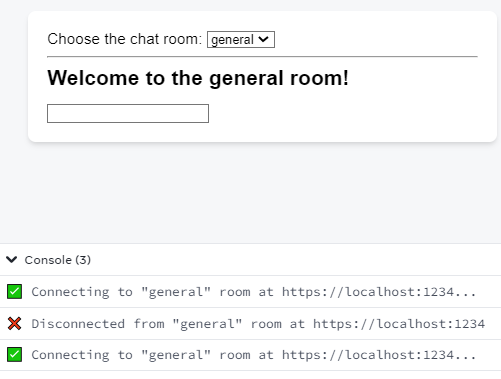 Choose the chat room: general
Welcome to the general room!
Console (3)
Connecting to "general" room at https://localhost:1234...
Disconnected from "general" room at https://localhost:1234
Connecting to "general" room at https://localhost:1234...